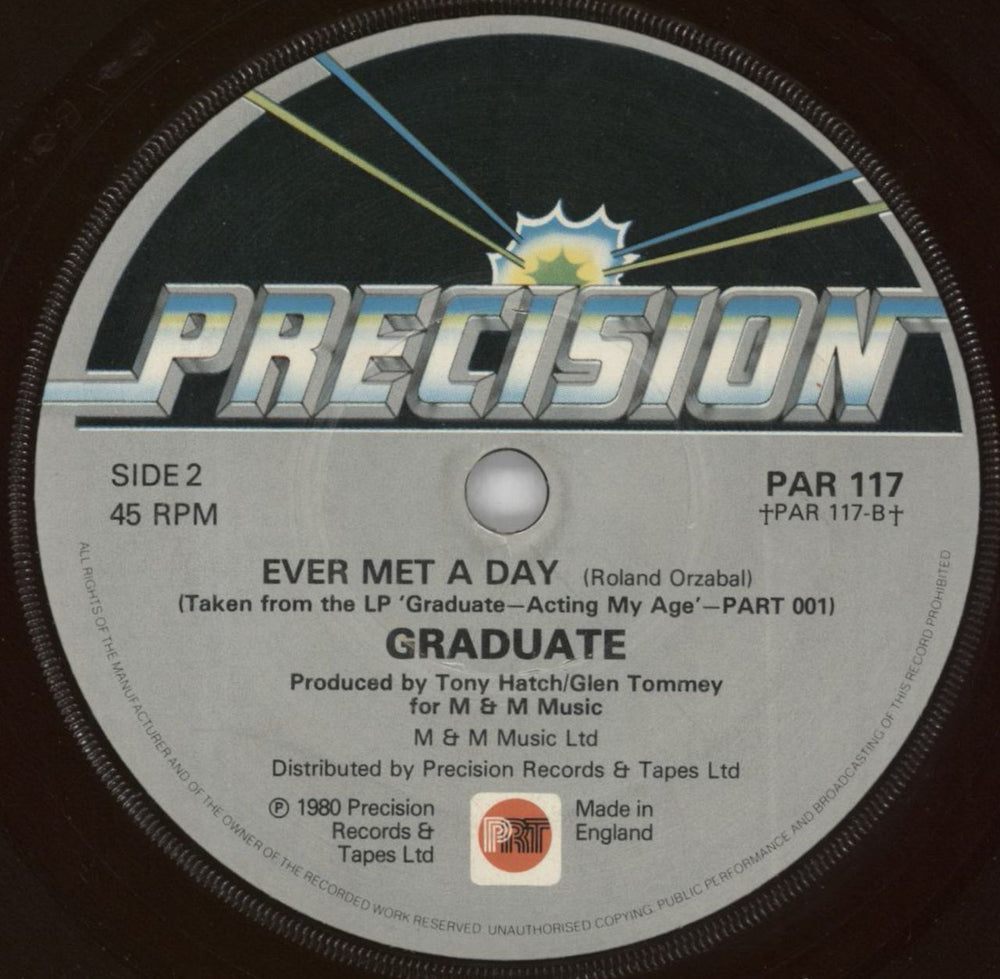 PRECISION
SIDE 2
45 RPM
PAR 117
†PAR 117-B†
EVER MET A DAY (Roland Orzabal)
(Taken from the LP ‘Graduate—Acting My Age’—PART 001)
GRADUATE
Produced by Tony Hatch/Glen Tommey
for M & M Music
M & M Music Ltd
Distributed by Precision Records & Tapes Ltd
℗ 1980 Precision
Records &
Tapes Ltd
PRT
Made in
England
ALL RIGHTS OF THE MANUFACTURER AND OF THE OWNER OF THE RECORDED WORK RESERVED. UNAUTHORISED COPYING. PUBLIC PERFORMANCE AND BROADCASTING OF THIS RECORD PROHIBITED